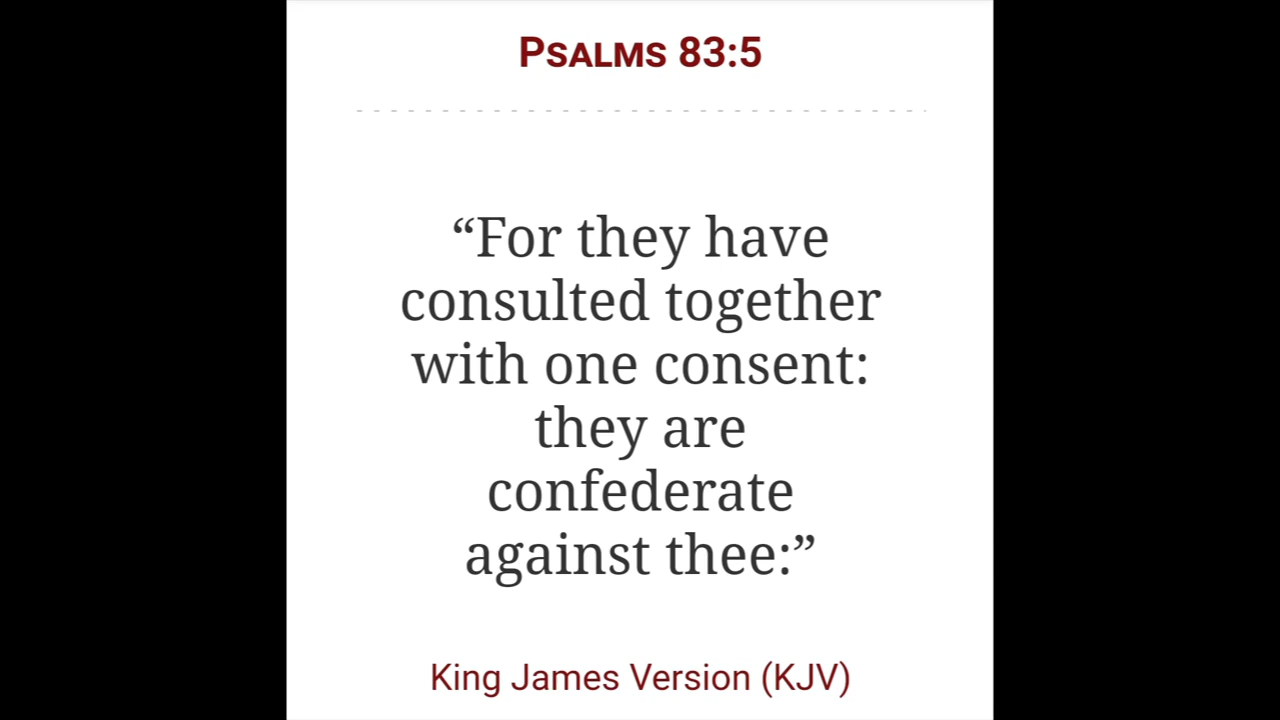 PSALMS 83:5
“For they have
consulted together
with one consent:
they are
confederate
against thee:”
King James Version (KJV)